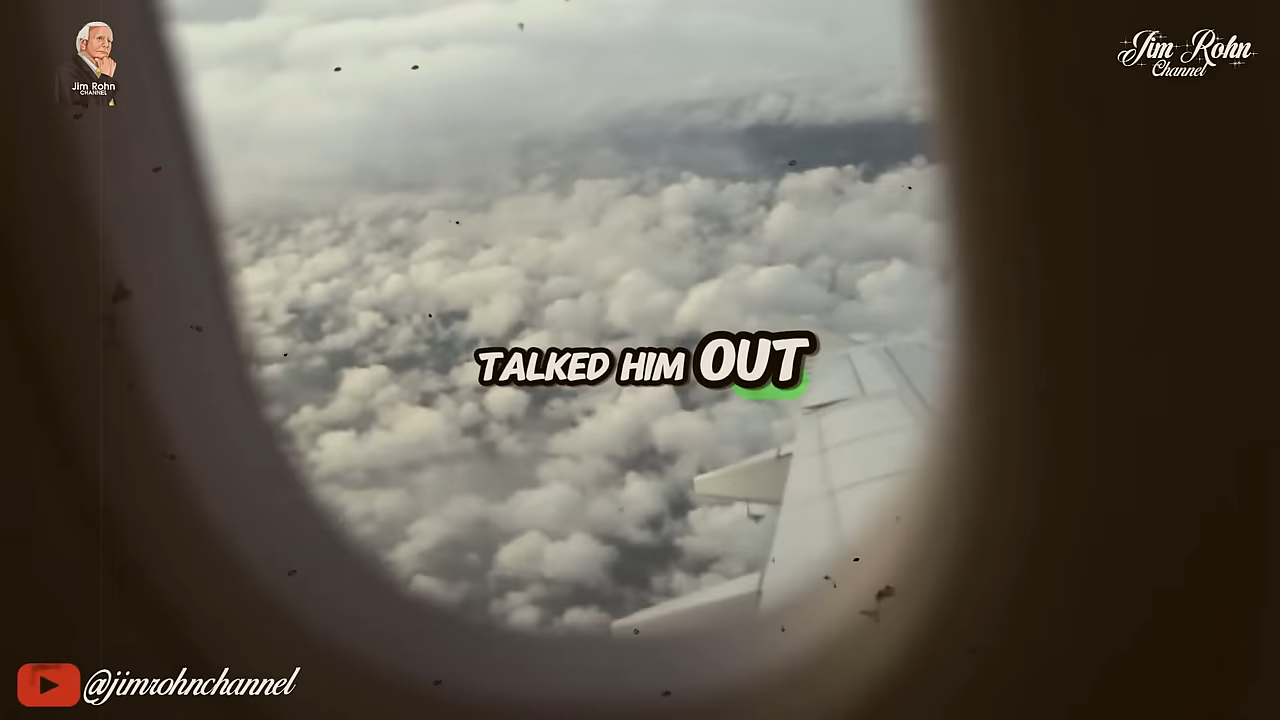 Jim Rohn
CHANNEL
Jim Rohn
Channel
TALKED HIM OUT
@jimrohnchannel